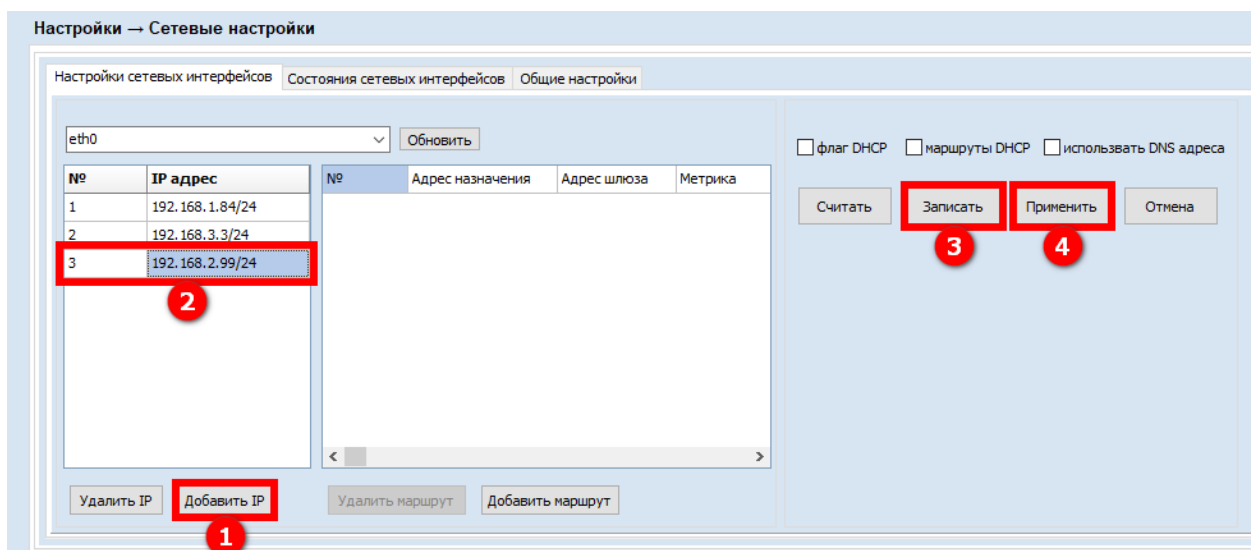 Настройки → Сетевые настройки
Настройки сетевых интерфейсов Состояния сетевых интерфейсов Общие настройки
eth0 Обновить
флаг DHCP маршруты DHCP использвать DNS адреса
№ IP адрес № Адрес назначения Адрес шлюза Метрика
1 192.168.1.84/24
Считать Записать Применить Отмена
2 192.168.3.3/24
3 4
3 192.168.2.99/24
2
Удалить IP Добавить IP Удалить маршрут Добавить маршрут
1